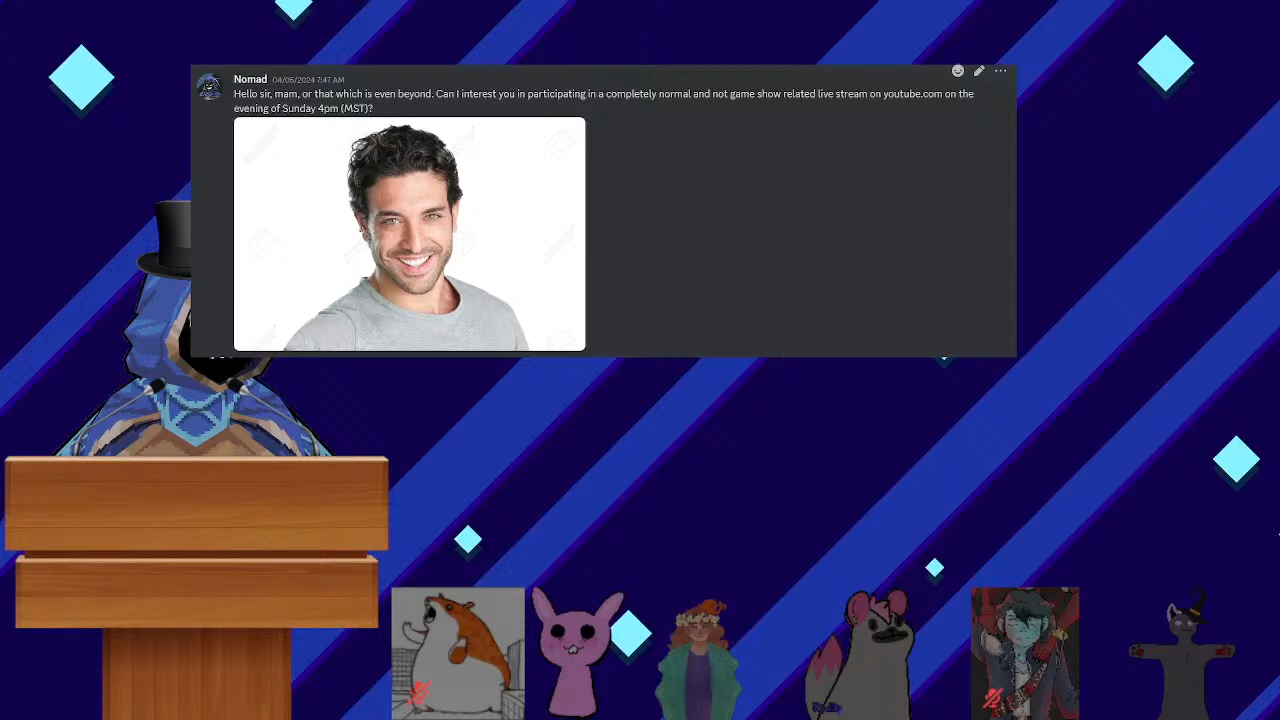 Nomad 04/05/2024 7:47 AM
Hello sir, mam, or that which is even beyond. Can I interest you in participating in a completely normal and not game show related live stream on youtube.com on the
evening of Sunday 4pm (MST)?